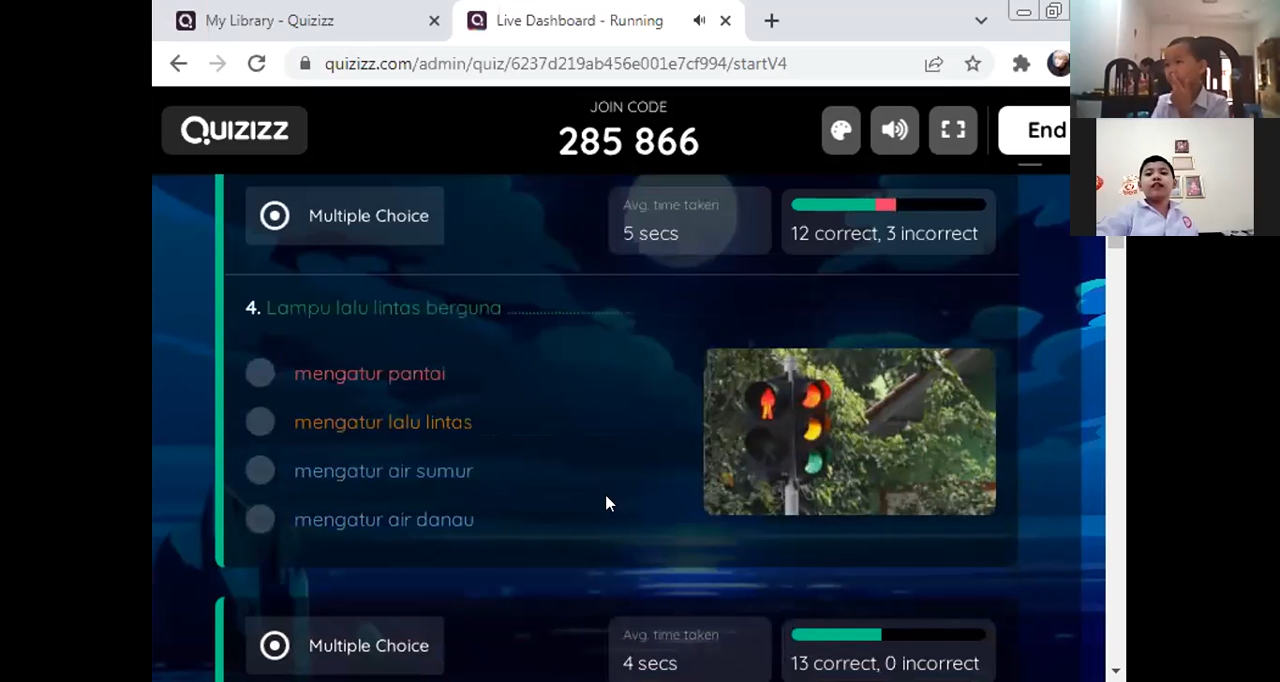 My Library - Quizizz
Live Dashboard - Running
quizizz.com/admin/quiz/6237d219ab456e001e7cf994/startV4
QUIZIZZ
JOIN CODE
285 866
End
Multiple Choice
Avg. time taken
5 secs
12 correct, 3 incorrect
4. Lampu lalu lintas berguna ..............................
mengatur pantai
mengatur lalu lintas
mengatur air sumur
mengatur air danau
Multiple Choice
Avg. time taken
4 secs
13 correct, 0 incorrect